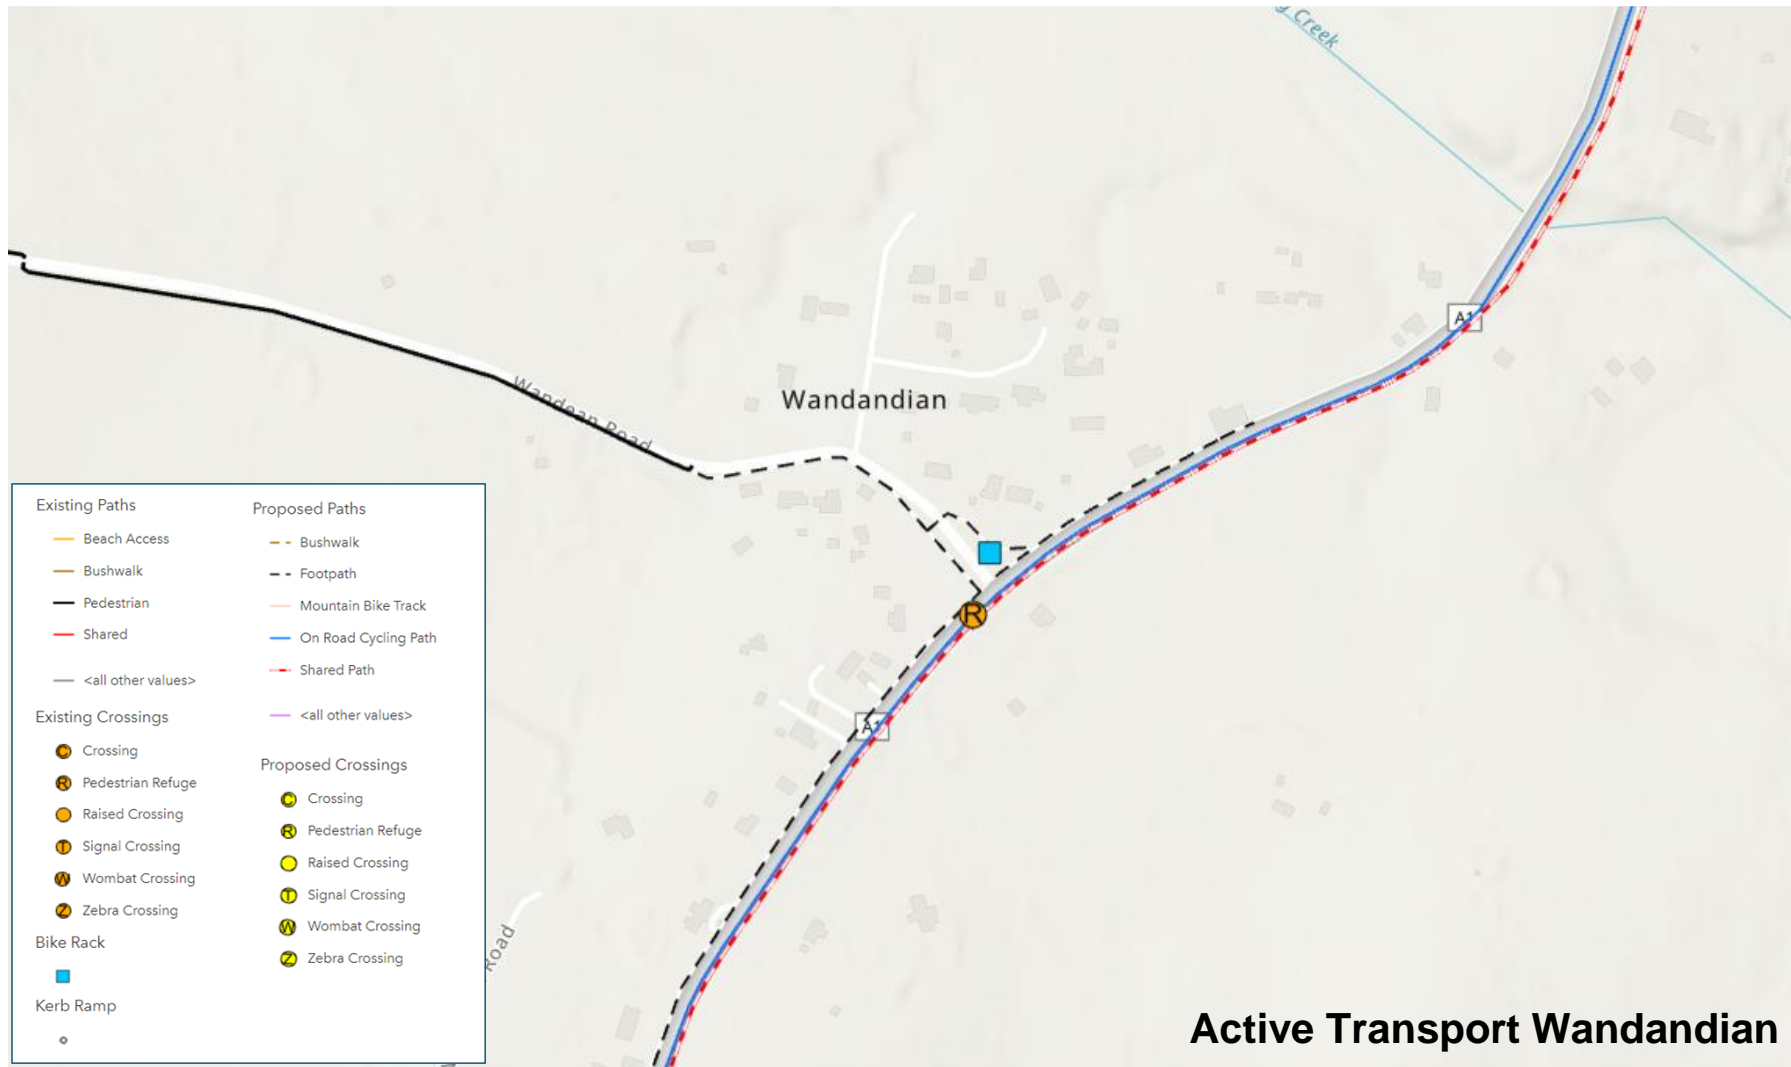 Creek
A1
Wandandian
Wandean Road
A1
Road
Existing Paths
Beach Access
Bushwalk
Pedestrian
Shared
<all other values>
Existing Crossings
Crossing
Pedestrian Refuge
Raised Crossing
Signal Crossing
Wombat Crossing
Zebra Crossing
Bike Rack
Kerb Ramp
Proposed Paths
Bushwalk
Footpath
Mountain Bike Track
On Road Cycling Path
Shared Path
<all other values>
Proposed Crossings
Crossing
Pedestrian Refuge
Raised Crossing
Signal Crossing
Wombat Crossing
Zebra Crossing
C
R
T
W
Z
C
R
T
W
Z
R
Active Transport Wandandian